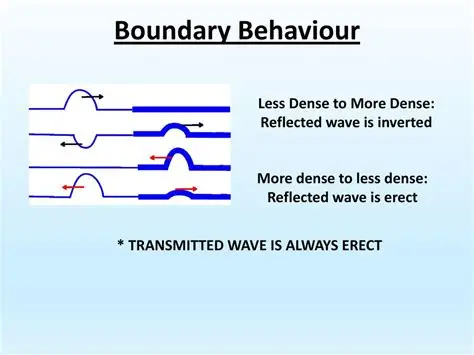 Boundary Behaviour
Less Dense to More Dense:
Reflected wave is inverted
More dense to less dense:
Reflected wave is erect
* TRANSMITTED WAVE IS ALWAYS ERECT